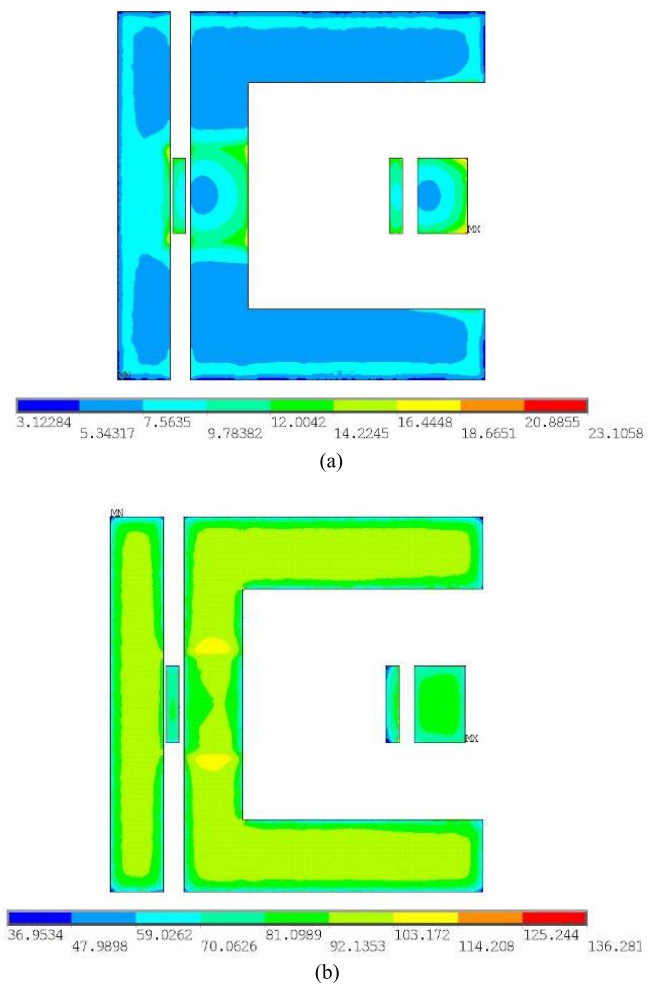 MX
MN
3.12284 7.5635 12.0042 16.4448 20.8855
5.34317 9.78382 14.2245 18.6651 23.1058
(a)
MN
MX
36.9534 59.0262 81.0989 103.172 125.244
47.9898 70.0626 92.1353 114.208 136.281
(b)